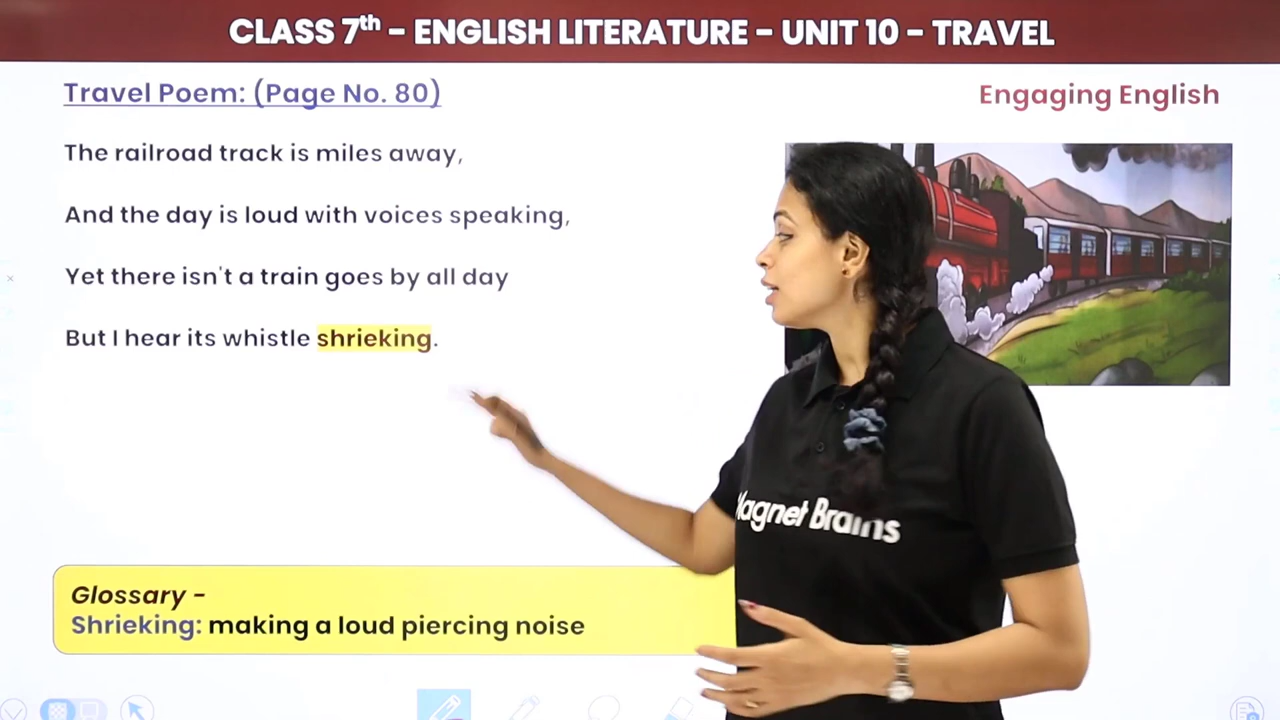 CLASS 7th – ENGLISH LITERATURE – UNIT 10 – TRAVEL
Travel Poem: (Page No. 80)
Engaging English
The railroad track is miles away,
And the day is loud with voices speaking,
Yet there isn't a train goes by all day
But I hear its whistle shrieking.
Magnet Brains
Glossary –
Shrieking: making a loud piercing noise